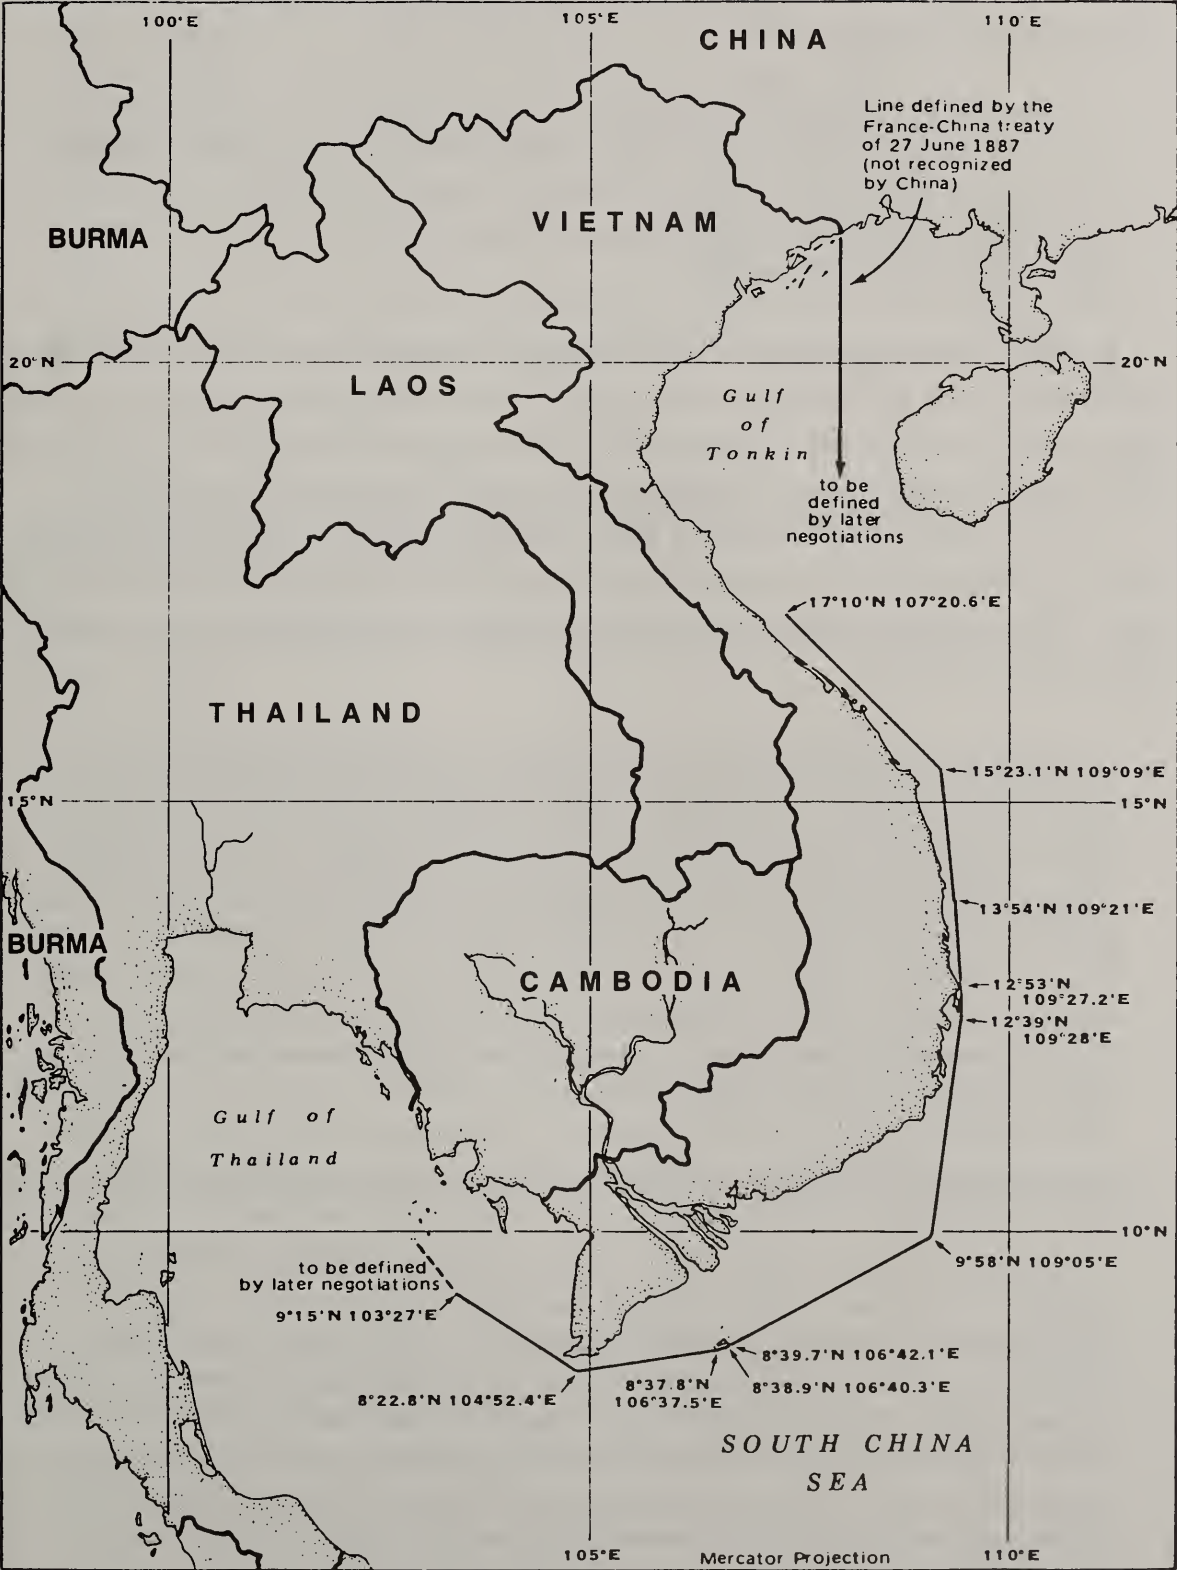 100°E
105°E
110°E
CHINA
Line defined by the
France-China treaty
of 27 June 1887
(not recognized
by China)
VIETNAM
BURMA
20°N
20°N
LAOS
Gulf
of
Tonkin
to be
defined
by later
negotiations
17°10'N 107°20.6'E
THAILAND
15°23.1'N 109°09'E
15°N
15°N
13°54'N 109°21'E
BURMA
CAMBODIA
12°53'N
109°27.2'E
12°39'N
109°28'E
Gulf of
Thailand
10°N
9°58'N 109°05'E
to be defined
by later negotiations
9°15'N 103°27'E
8°39.7'N 106°42.1'E
8°37.8'N
106°37.5'E
8°38.9'N 106°40.3'E
8°22.8'N 104°52.4'E
SOUTH CHINA
SEA
105°E
Mercator Projection
110°E